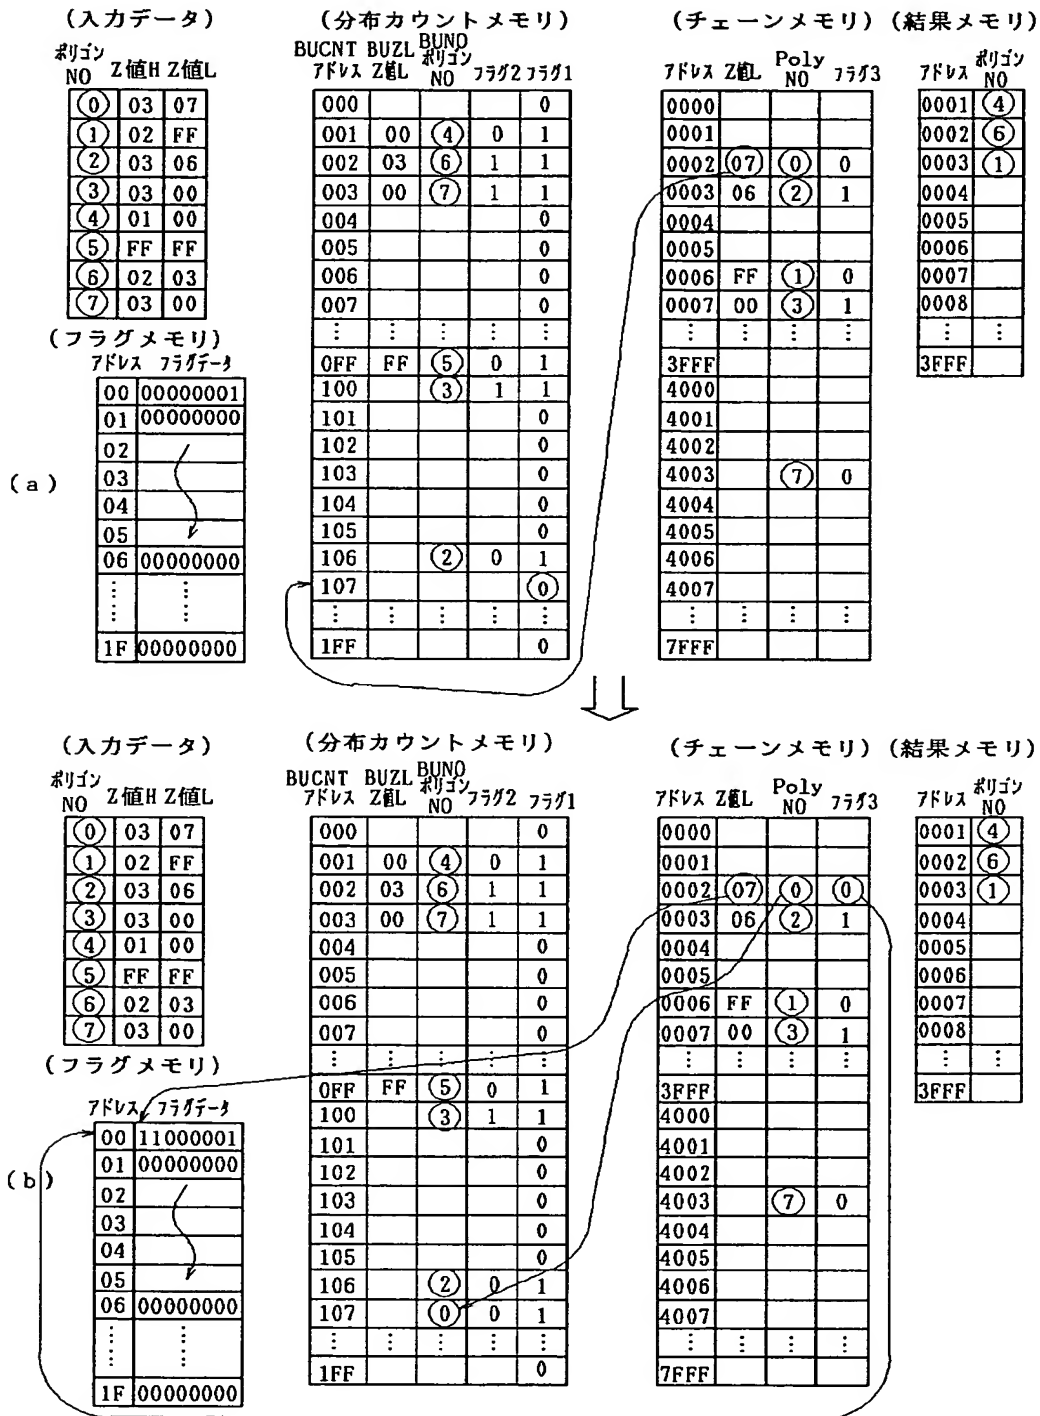 (入力データ) (分布カウントメモリ) (チェーンメモリ) (結果メモリ)
ポリゴンNO Z値H Z値L
0 03 07
1 02 FF
2 03 06
3 03 00
4 01 00
5 FF FF
6 02 03
7 03 00
(フラグメモリ)
アドレス フラグデータ
00 00000001
01 00000000
02
03
04
05
06 00000000
⋮ ⋮
1F 00000000
(a)
BUCNT アドレス BUZL Z値L BUNO ポリゴンNO フラグ2 フラグ1
000 0
001 00 4 0 1
002 03 6 1 1
003 00 7 1 1
004 0
005 0
006 0
007 0
⋮ ⋮ ⋮ ⋮ ⋮
0FF FF 5 0 1
100 3 1 1
101 0
102 0
103 0
104 0
105 0
106 2 0 1
107 0
⋮ ⋮ ⋮ ⋮ ⋮
1FF 0
アドレス Z値L Poly NO フラグ3
0000
0001
0002 07 0 0
0003 06 2 1
0004
0005
0006 FF 1 0
0007 00 3 1
⋮ ⋮ ⋮ ⋮
3FFF
4000
4001
4002
4003 7 0
4004
4005
4006
4007
⋮ ⋮ ⋮ ⋮
7FFF
アドレス ポリゴンNO
0001 4
0002 6
0003 1
0004
0005
0006
0007
0008
⋮ ⋮
3FFF
(入力データ) (分布カウントメモリ) (チェーンメモリ) (結果メモリ)
ポリゴンNO Z値H Z値L
0 03 07
1 02 FF
2 03 06
3 03 00
4 01 00
5 FF FF
6 02 03
7 03 00
(フラグメモリ)
アドレス フラグデータ
00 11000001
01 00000000
02
03
04
05
06 00000000
⋮ ⋮
1F 00000000
(b)
BUCNT アドレス BUZL Z値L BUNO ポリゴンNO フラグ2 フラグ1
000 0
001 00 4 0 1
002 03 6 1 1
003 00 7 1 1
004 0
005 0
006 0
007 0
⋮ ⋮ ⋮ ⋮ ⋮
0FF FF 5 0 1
100 3 1 1
101 0
102 0
103 0
104 0
105 0
106 2 0 1
107 0 0 1
⋮ ⋮ ⋮ ⋮ ⋮
1FF 0
アドレス Z値L Poly NO フラグ3
0000
0001
0002 07 0 0
0003 06 2 1
0004
0005
0006 FF 1 0
0007 00 3 1
⋮ ⋮ ⋮ ⋮
3FFF
4000
4001
4002
4003 7 0
4004
4005
4006
4007
⋮ ⋮ ⋮ ⋮
7FFF
アドレス ポリゴンNO
0001 4
0002 6
0003 1
0004
0005
0006
0007
0008
⋮ ⋮
3FFF